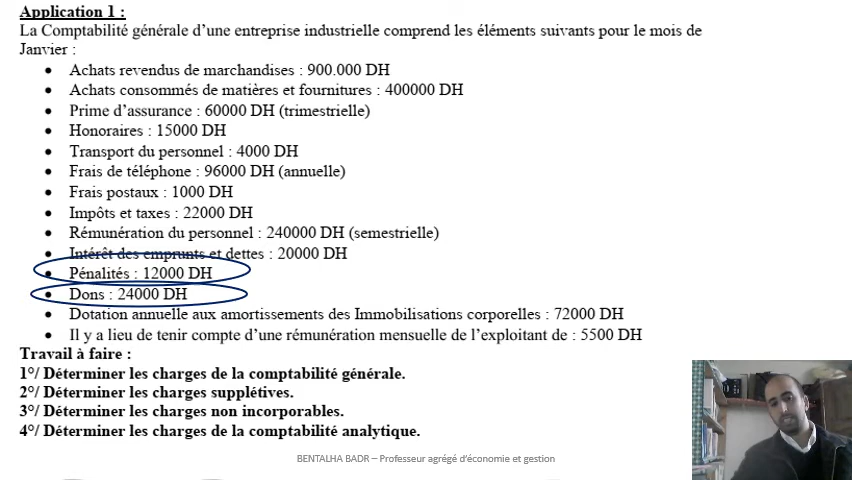 Application 1 :
La Comptabilité générale d'une entreprise industrielle comprend les éléments suivants pour le mois de
Janvier :
• Achats revendus de marchandises : 900.000 DH
• Achats consommés de matières et fournitures : 400000 DH
• Prime d'assurance : 60000 DH (trimestrielle)
• Honoraires : 15000 DH
• Transport du personnel : 4000 DH
• Frais de téléphone : 96000 DH (annuelle)
• Frais postaux : 1000 DH
• Impôts et taxes : 22000 DH
• Rémunération du personnel : 240000 DH (semestrielle)
• Intérêt des emprunts et dettes : 20000 DH
• Pénalités : 12000 DH
• Dons : 24000 DH
• Dotation annuelle aux amortissements des Immobilisations corporelles : 72000 DH
• Il y a lieu de tenir compte d'une rémunération mensuelle de l'exploitant de : 5500 DH
Travail à faire :
1°/ Déterminer les charges de la comptabilité générale.
2°/ Déterminer les charges supplétives.
3°/ Déterminer les charges non incorporables.
4°/ Déterminer les charges de la comptabilité analytique.
BENTALHA BADR – Professeur agrégé d'économie et gestion